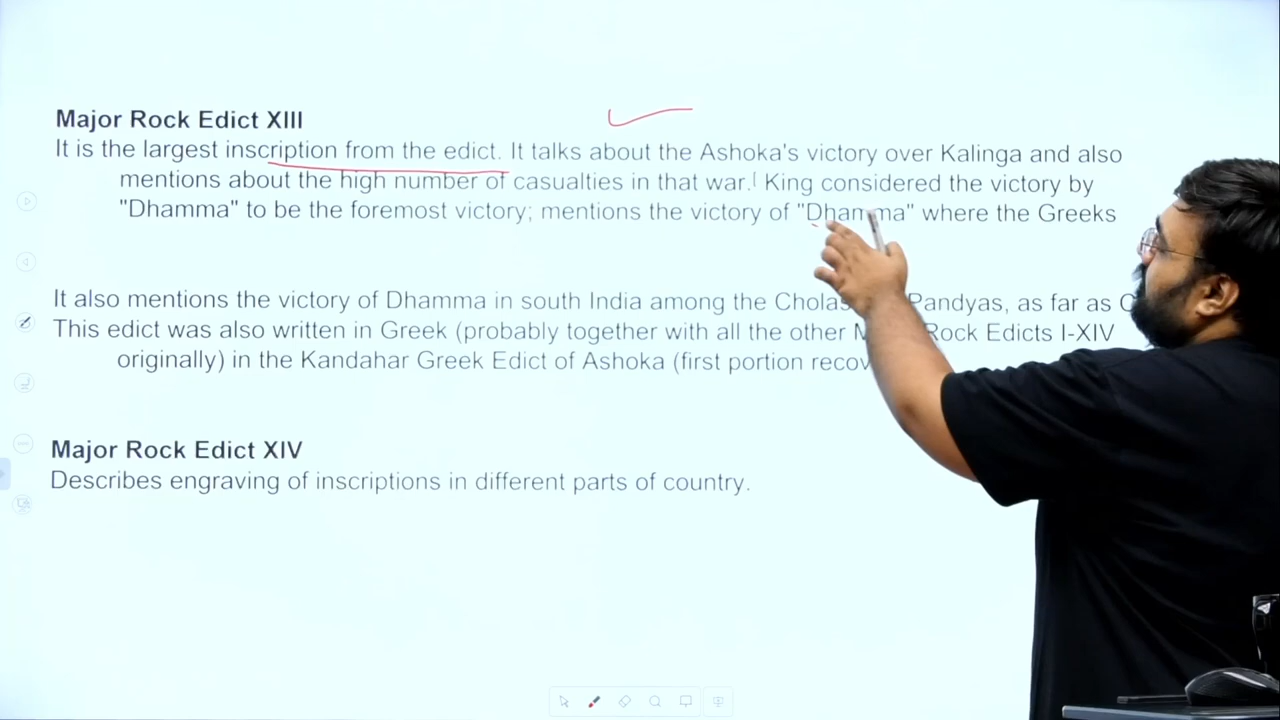 Major Rock Edict XIII
It is the largest inscription from the edict. It talks about the Ashoka's victory over Kalinga and also
mentions about the high number of casualties in that war.[ King considered the victory by
"Dhamma" to be the foremost victory; mentions the victory of "Dhamma" where the Greeks
It also mentions the victory of Dhamma in south India among the Cholas Pandyas, as far as
This edict was also written in Greek (probably together with all the other Rock Edicts I-XIV
originally) in the Kandahar Greek Edict of Ashoka (first portion
Major Rock Edict XIV
Describes engraving of inscriptions in different parts of country.